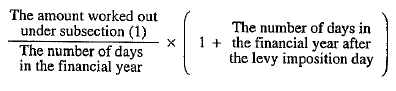 The amount worked out
under subsection (1)
The number of days
in the financial year
×
1 +
The number of days in
the financial year after
the levy imposition day